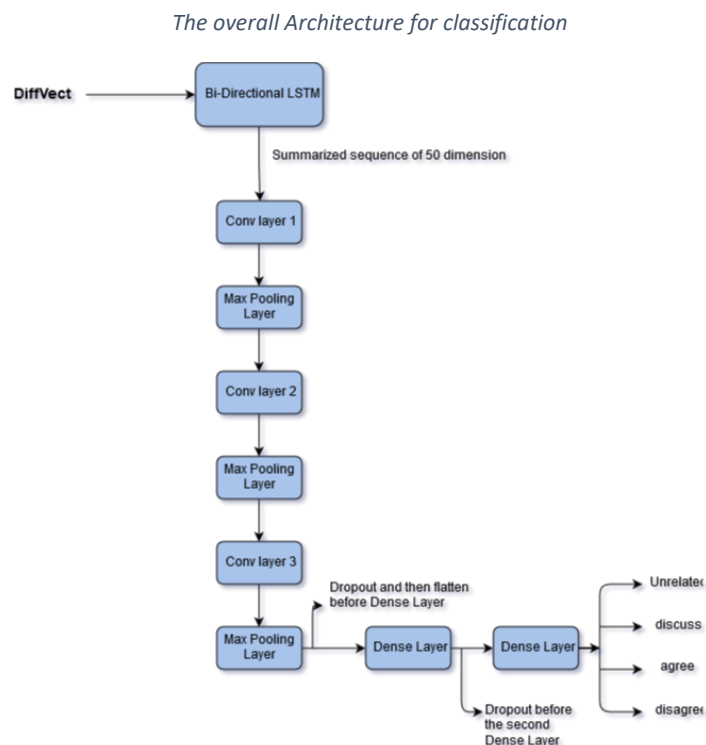 The overall Architecture for classification
DiffVect
Bi-Directional LSTM
Summarized sequence of 50 dimension
Conv layer 1
Max Pooling
Layer
Conv layer 2
Max Pooling
Layer
Conv layer 3
Max Pooling
Layer
Dropout and then flatten
before Dense Layer
Dense Layer
Dropout before
the second
Dense Layer
Dense Layer
Unrelate
discuss
agree
disagre